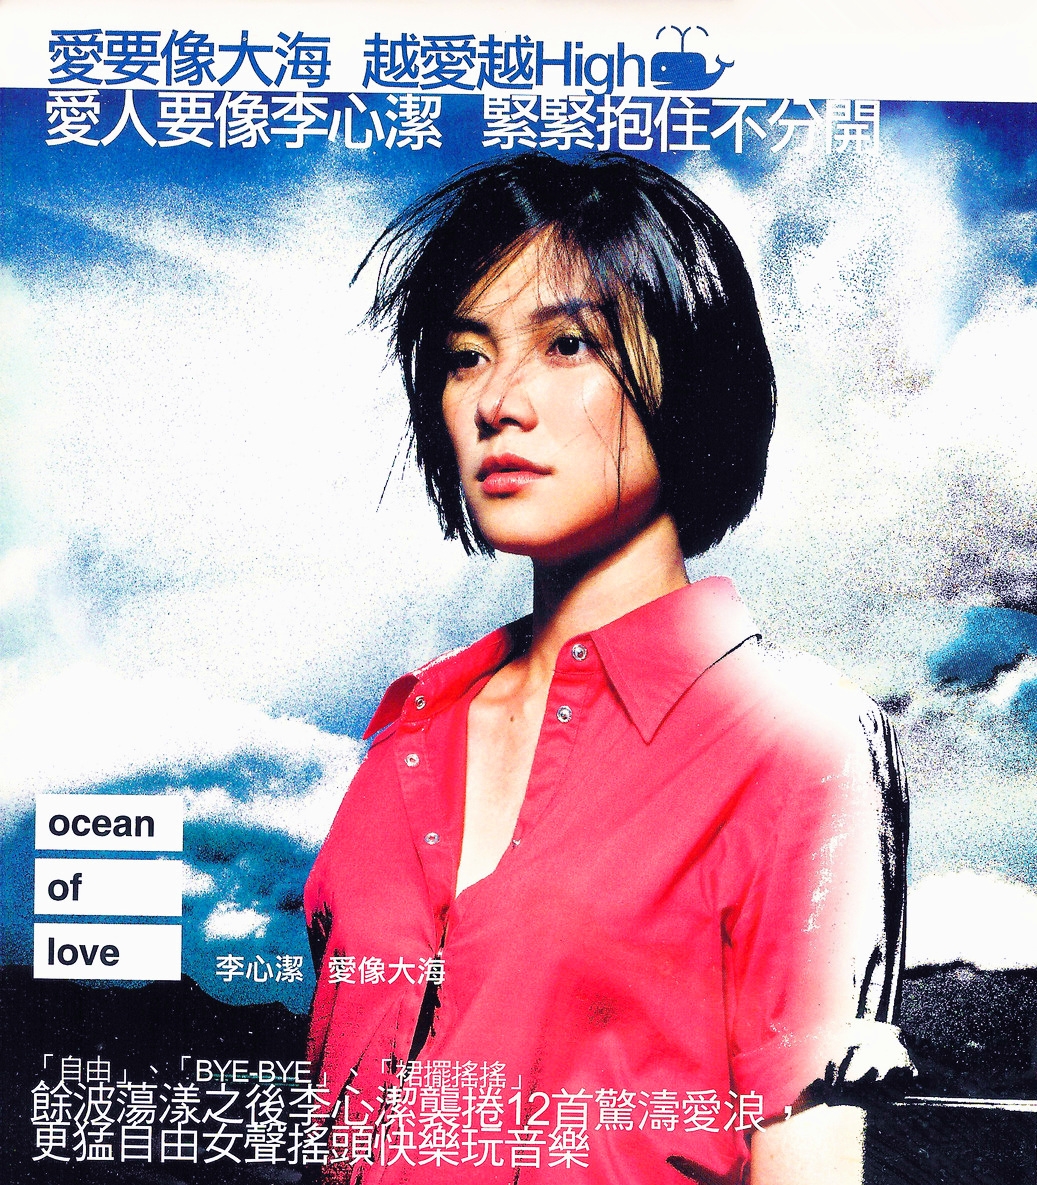 愛要像大海 越愛越High
愛人要像李心潔 緊緊抱住不分開
ocean
of
love
李心潔 愛像大海
「自由」、「BYE-BYE」、「裙擺搖搖」
餘波蕩漾之後李心潔襲捲12首驚濤愛浪，
更猛自由女聲搖頭快樂玩音樂